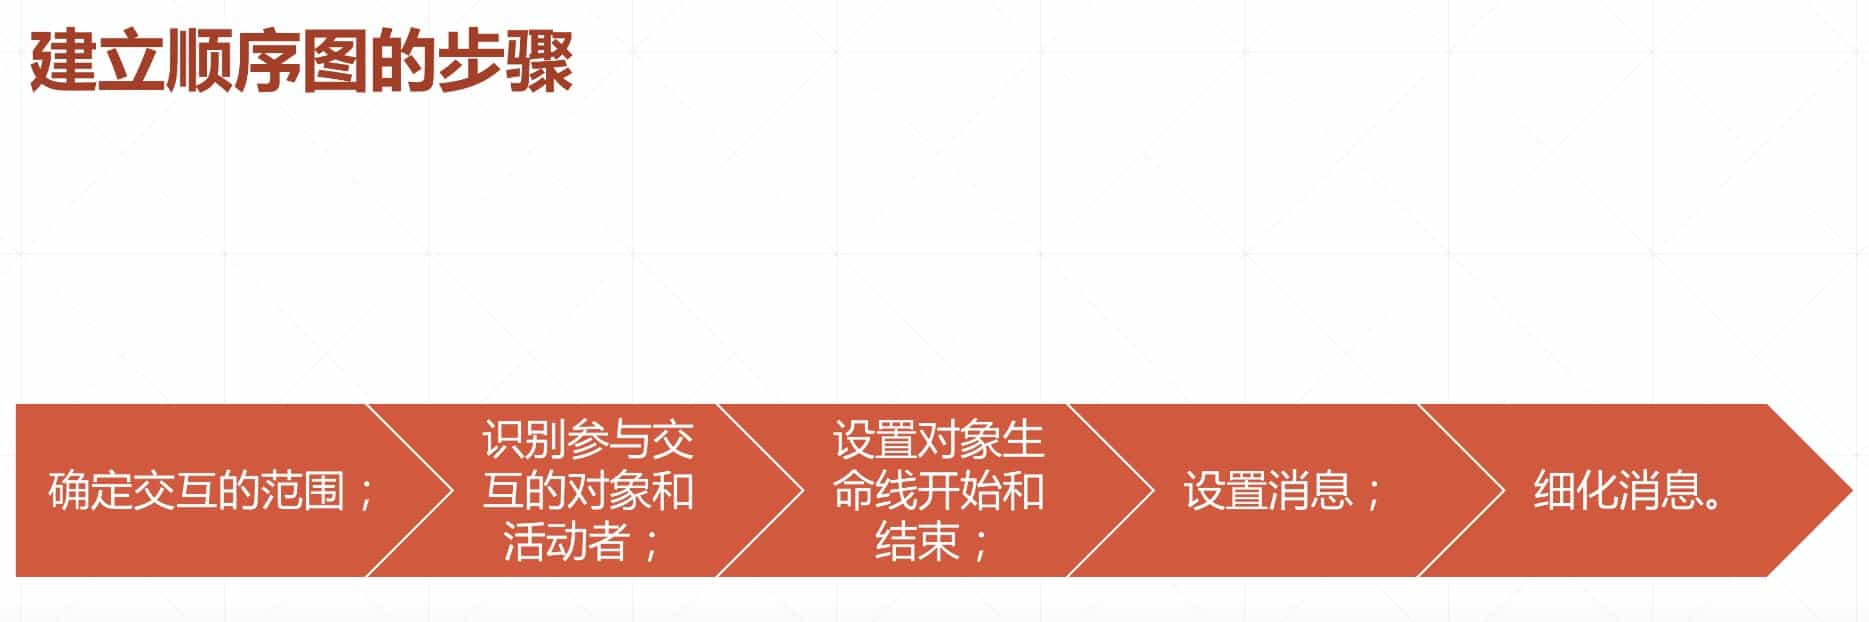 建立顺序图的步骤
确定交互的范围；
识别参与交
互的对象和
活动者；
设置对象生
命线开始和
结束；
设置消息；
细化消息。